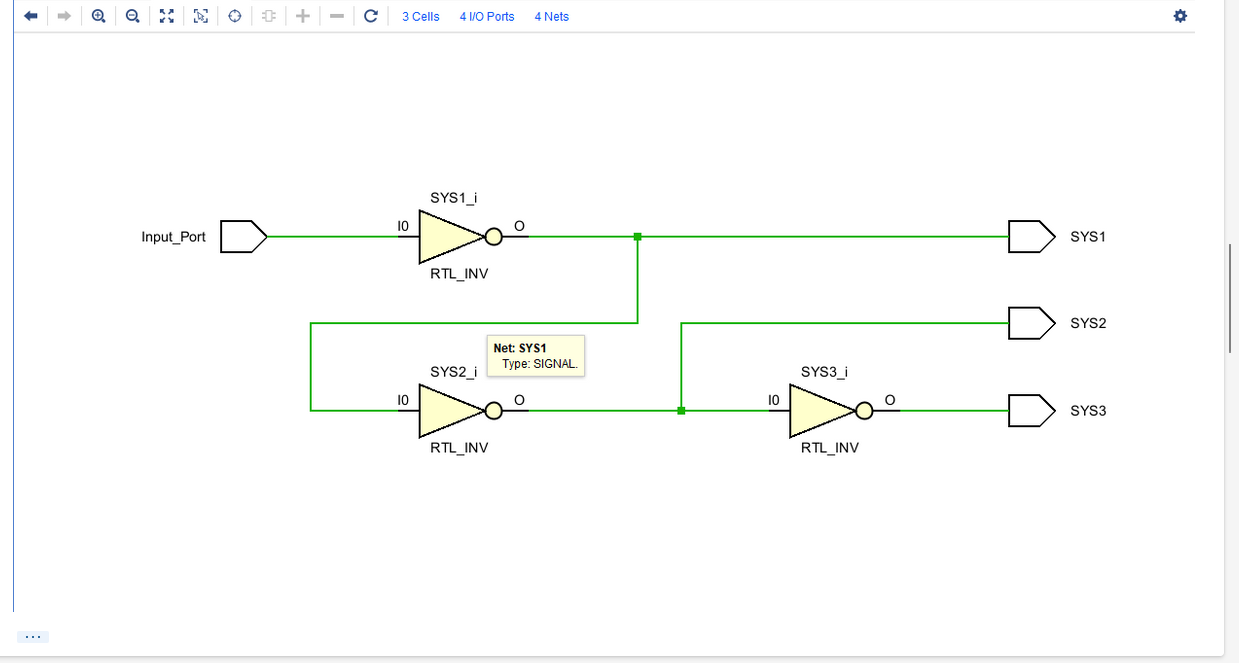 3 Cells 4 I/O Ports 4 Nets
SYS1_i
Input_Port I0 O SYS1
RTL_INV
SYS2
Net: SYS1
Type: SIGNAL.
SYS2_i SYS3_i
I0 O I0 O SYS3
RTL_INV RTL_INV
...